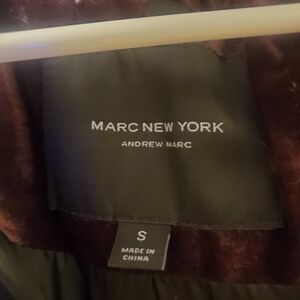 MARC NEW YORK
ANDREW MARC
S
MADE IN
CHINA